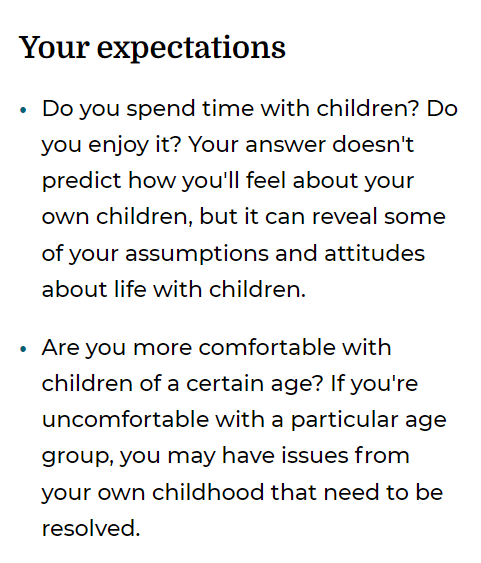 Your expectations
• Do you spend time with children? Do
you enjoy it? Your answer doesn't
predict how you'll feel about your
own children, but it can reveal some
of your assumptions and attitudes
about life with children.
• Are you more comfortable with
children of a certain age? If you're
uncomfortable with a particular age
group, you may have issues from
your own childhood that need to be
resolved.